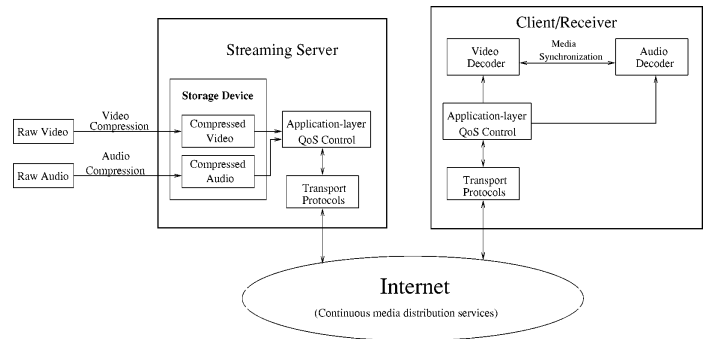 Streaming Server
Client/Receiver
Storage Device
Raw Video
Video
Compression
Compressed
Video
Application-layer
QoS Control
Raw Audio
Audio
Compression
Compressed
Audio
Transport
Protocols
Video
Decoder
Media
Synchronization
Audio
Decoder
Application-layer
QoS Control
Transport
Protocols
Internet
(Continuous media distribution services)